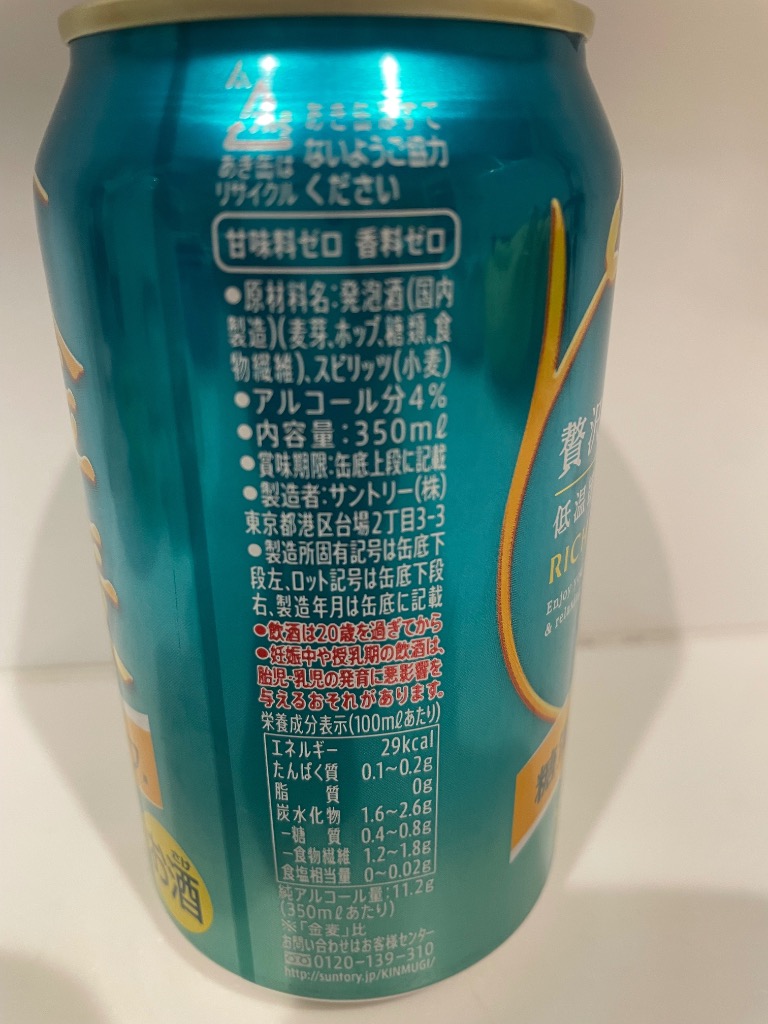 あき缶は
リサイクル
あき缶はすて
ないようご協力
ください
甘味料ゼロ 香料ゼロ
●原材料名:発泡酒(国内
製造)(麦芽、ホップ、糖類、食
物繊維)、スピリッツ(小麦)
●アルコール分4%
●内容量:350mℓ
●賞味期限:缶底上段に記載
●製造者:サントリー(株)
東京都港区台場2丁目3-3
●製造所固有記号は缶底下
段左、ロット記号は缶底下段
右、製造年月は缶底に記載
●飲酒は20歳を過ぎてから
●妊娠中や授乳期の飲酒は、
胎児・乳児の発育に悪影響を
与えるおそれがあります。
栄養成分表示(100mℓあたり)
エネルギー 29kcal
たんぱく質 0.1~0.2g
脂 質 0g
炭水化物 1.6~2.6g
-糖 質 0.4~0.8g
-食物繊維 1.2~1.8g
食塩相当量 0~0.02g
純アルコール量:11.2g
(350mℓあたり)
※「金麦」比
お問い合わせはお客様センター
0120-139-310
http://suntory.jp/KINMUGI/
お酒
さけ
贅沢
低温
RICH
Enjoy
&
糖